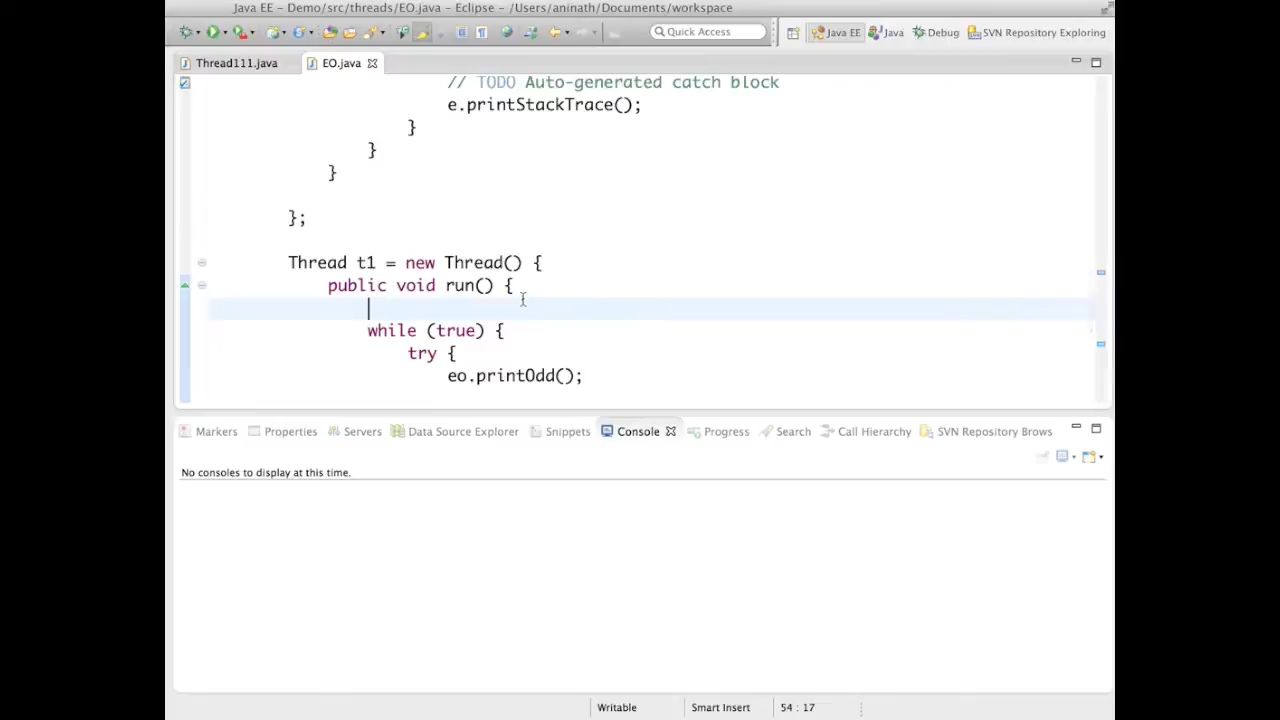 Java EE - Demo/src/threads/EO.java - Eclipse - /Users/aninath/Documents/workspace
Quick Access
Java EE
Java
Debug
SVN Repository Exploring
Thread111.java
EO.java
// TODO Auto-generated catch block
e.printStackTrace();
}
}
}
};
Thread t1 = new Thread() {
public void run() {
while (true) {
try {
eo.printOdd();
Markers
Properties
Servers
Data Source Explorer
Snippets
Console
Progress
Search
Call Hierarchy
SVN Repository Brows
No consoles to display at this time.
Writable
Smart Insert
54 : 17